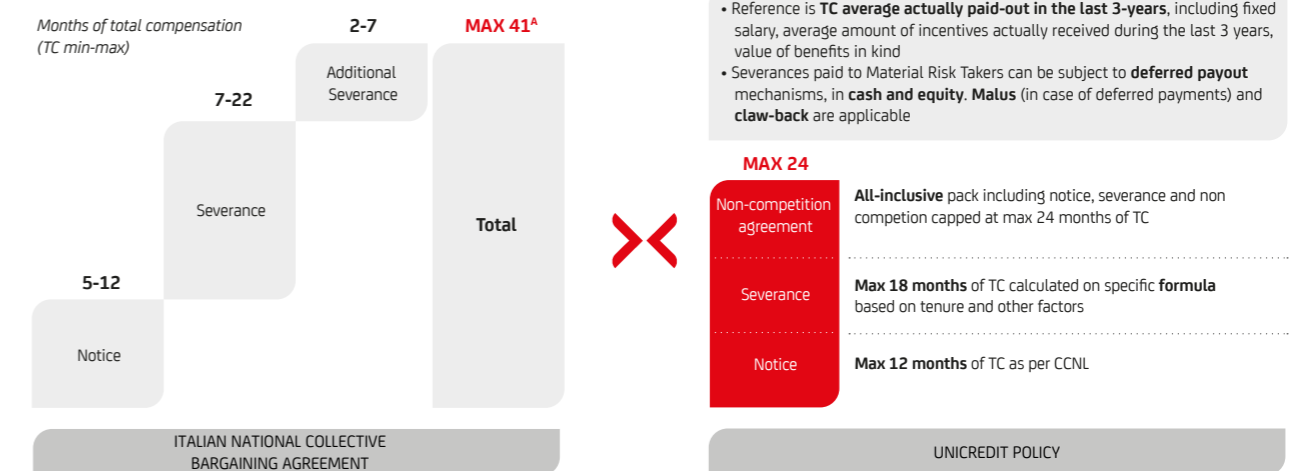 Months of total compensation
(TC min-max)
2-7
MAX 41ᴬ
Additional
Severance
7-22
Severance
Total
5-12
Notice
ITALIAN NATIONAL COLLECTIVE
BARGAINING AGREEMENT
• Reference is TC average actually paid-out in the last 3-years, including fixed
salary, average amount of incentives actually received during the last 3 years,
value of benefits in kind
• Severances paid to Material Risk Takers can be subject to deferred payout
mechanisms, in cash and equity. Malus (in case of deferred payments) and
claw-back are applicable
MAX 24
Non-competition
agreement
All-inclusive pack including notice, severance and non
competion capped at max 24 months of TC
Severance
Max 18 months of TC calculated on specific formula
based on tenure and other factors
Notice
Max 12 months of TC as per CCNL
UNICREDIT POLICY